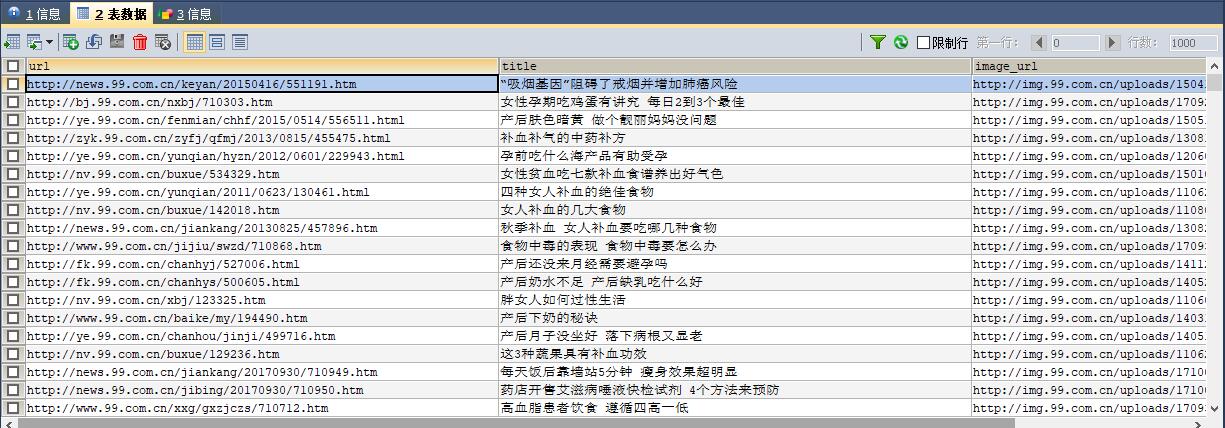 1 信息 2 表数据 3 信息
限制行 第一行: 0 行数: 1000
url title image_url
http://news.99.com.cn/keyan/20150416/551191.htm “吸烟基因”阻碍了戒烟并增加肺癌风险 http://img.99.com.cn/uploads/1504
http://bj.99.com.cn/nxbj/710303.htm 女性孕期吃鸡蛋有讲究 每日2到3个最佳 http://img.99.com.cn/uploads/1709
http://ye.99.com.cn/fenmian/chhf/2015/0514/556511.html 产后肤色暗黄 做个靓丽妈妈没问题 http://img.99.com.cn/uploads/1505
http://zyk.99.com.cn/zyfj/qfmj/2013/0815/455475.html 补血补气的中药补方 http://img.99.com.cn/uploads/1308
http://ye.99.com.cn/yunqian/hyzn/2012/0601/229943.html 孕前吃什么海产品有助受孕 http://img.99.com.cn/uploads/1206
http://nv.99.com.cn/buxue/534329.htm 女性贫血吃七款补血食谱养出好气色 http://img.99.com.cn/uploads/1501
http://ye.99.com.cn/yunqian/2011/0623/130461.html 四种女人补血的绝佳食物 http://img.99.com.cn/uploads/1106
http://nv.99.com.cn/buxue/142018.htm 女人补血的几大食物 http://img.99.com.cn/uploads/1108
http://news.99.com.cn/jiankang/20130825/457896.htm 秋季补血 女人补血要吃哪几种食物 http://img.99.com.cn/uploads/1308
http://www.99.com.cn/jijiu/swzd/710868.htm 食物中毒的表现 食物中毒要怎么办 http://img.99.com.cn/uploads/1709
http://fk.99.com.cn/chanhyj/527006.html 产后还没来月经需要避孕吗 http://img.99.com.cn/uploads/1411
http://fk.99.com.cn/chanhys/500605.html 产后奶水不足 产后缺乳吃什么好 http://img.99.com.cn/uploads/1405
http://nv.99.com.cn/xbj/123325.htm 胖女人如何过性生活 http://img.99.com.cn/uploads/1106
http://www.99.com.cn/baike/my/194490.htm 产后下奶的秘诀 http://img.99.com.cn/uploads/1403
http://ye.99.com.cn/chanhou/jinji/499716.htm 产后月子没坐好 落下病根又显老 http://img.99.com.cn/uploads/1405
http://nv.99.com.cn/buxue/129236.htm 这3种蔬果具有补血功效 http://img.99.com.cn/uploads/1106
http://news.99.com.cn/jiankang/20170930/710949.htm 每天饭后靠墙站5分钟 瘦身效果超明显 http://img.99.com.cn/uploads/1710
http://news.99.com.cn/jibing/20170930/710950.htm 药店开售艾滋病唾液快检试剂 4个方法来预防 http://img.99.com.cn/uploads/1710
http://www.99.com.cn/xxg/gxzjczs/710712.htm 高血脂患者饮食 遵循四高一低 http://img.99.com.cn/uploads/1709